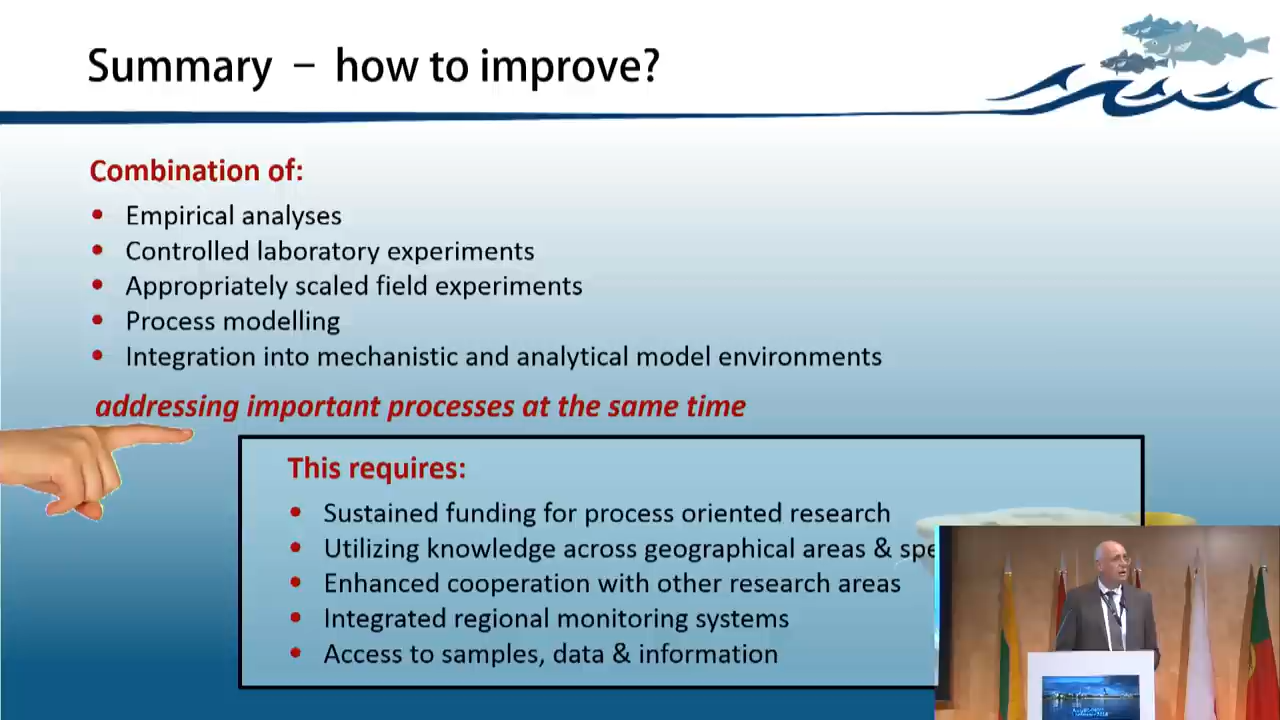 Summary – how to improve?
Combination of:
• Empirical analyses
• Controlled laboratory experiments
• Appropriately scaled field experiments
• Process modelling
• Integration into mechanistic and analytical model environments
addressing important processes at the same time
This requires:
• Sustained funding for process oriented research
• Utilizing knowledge across geographical areas & spe
• Enhanced cooperation with other research areas
• Integrated regional monitoring systems
• Access to samples, data & information